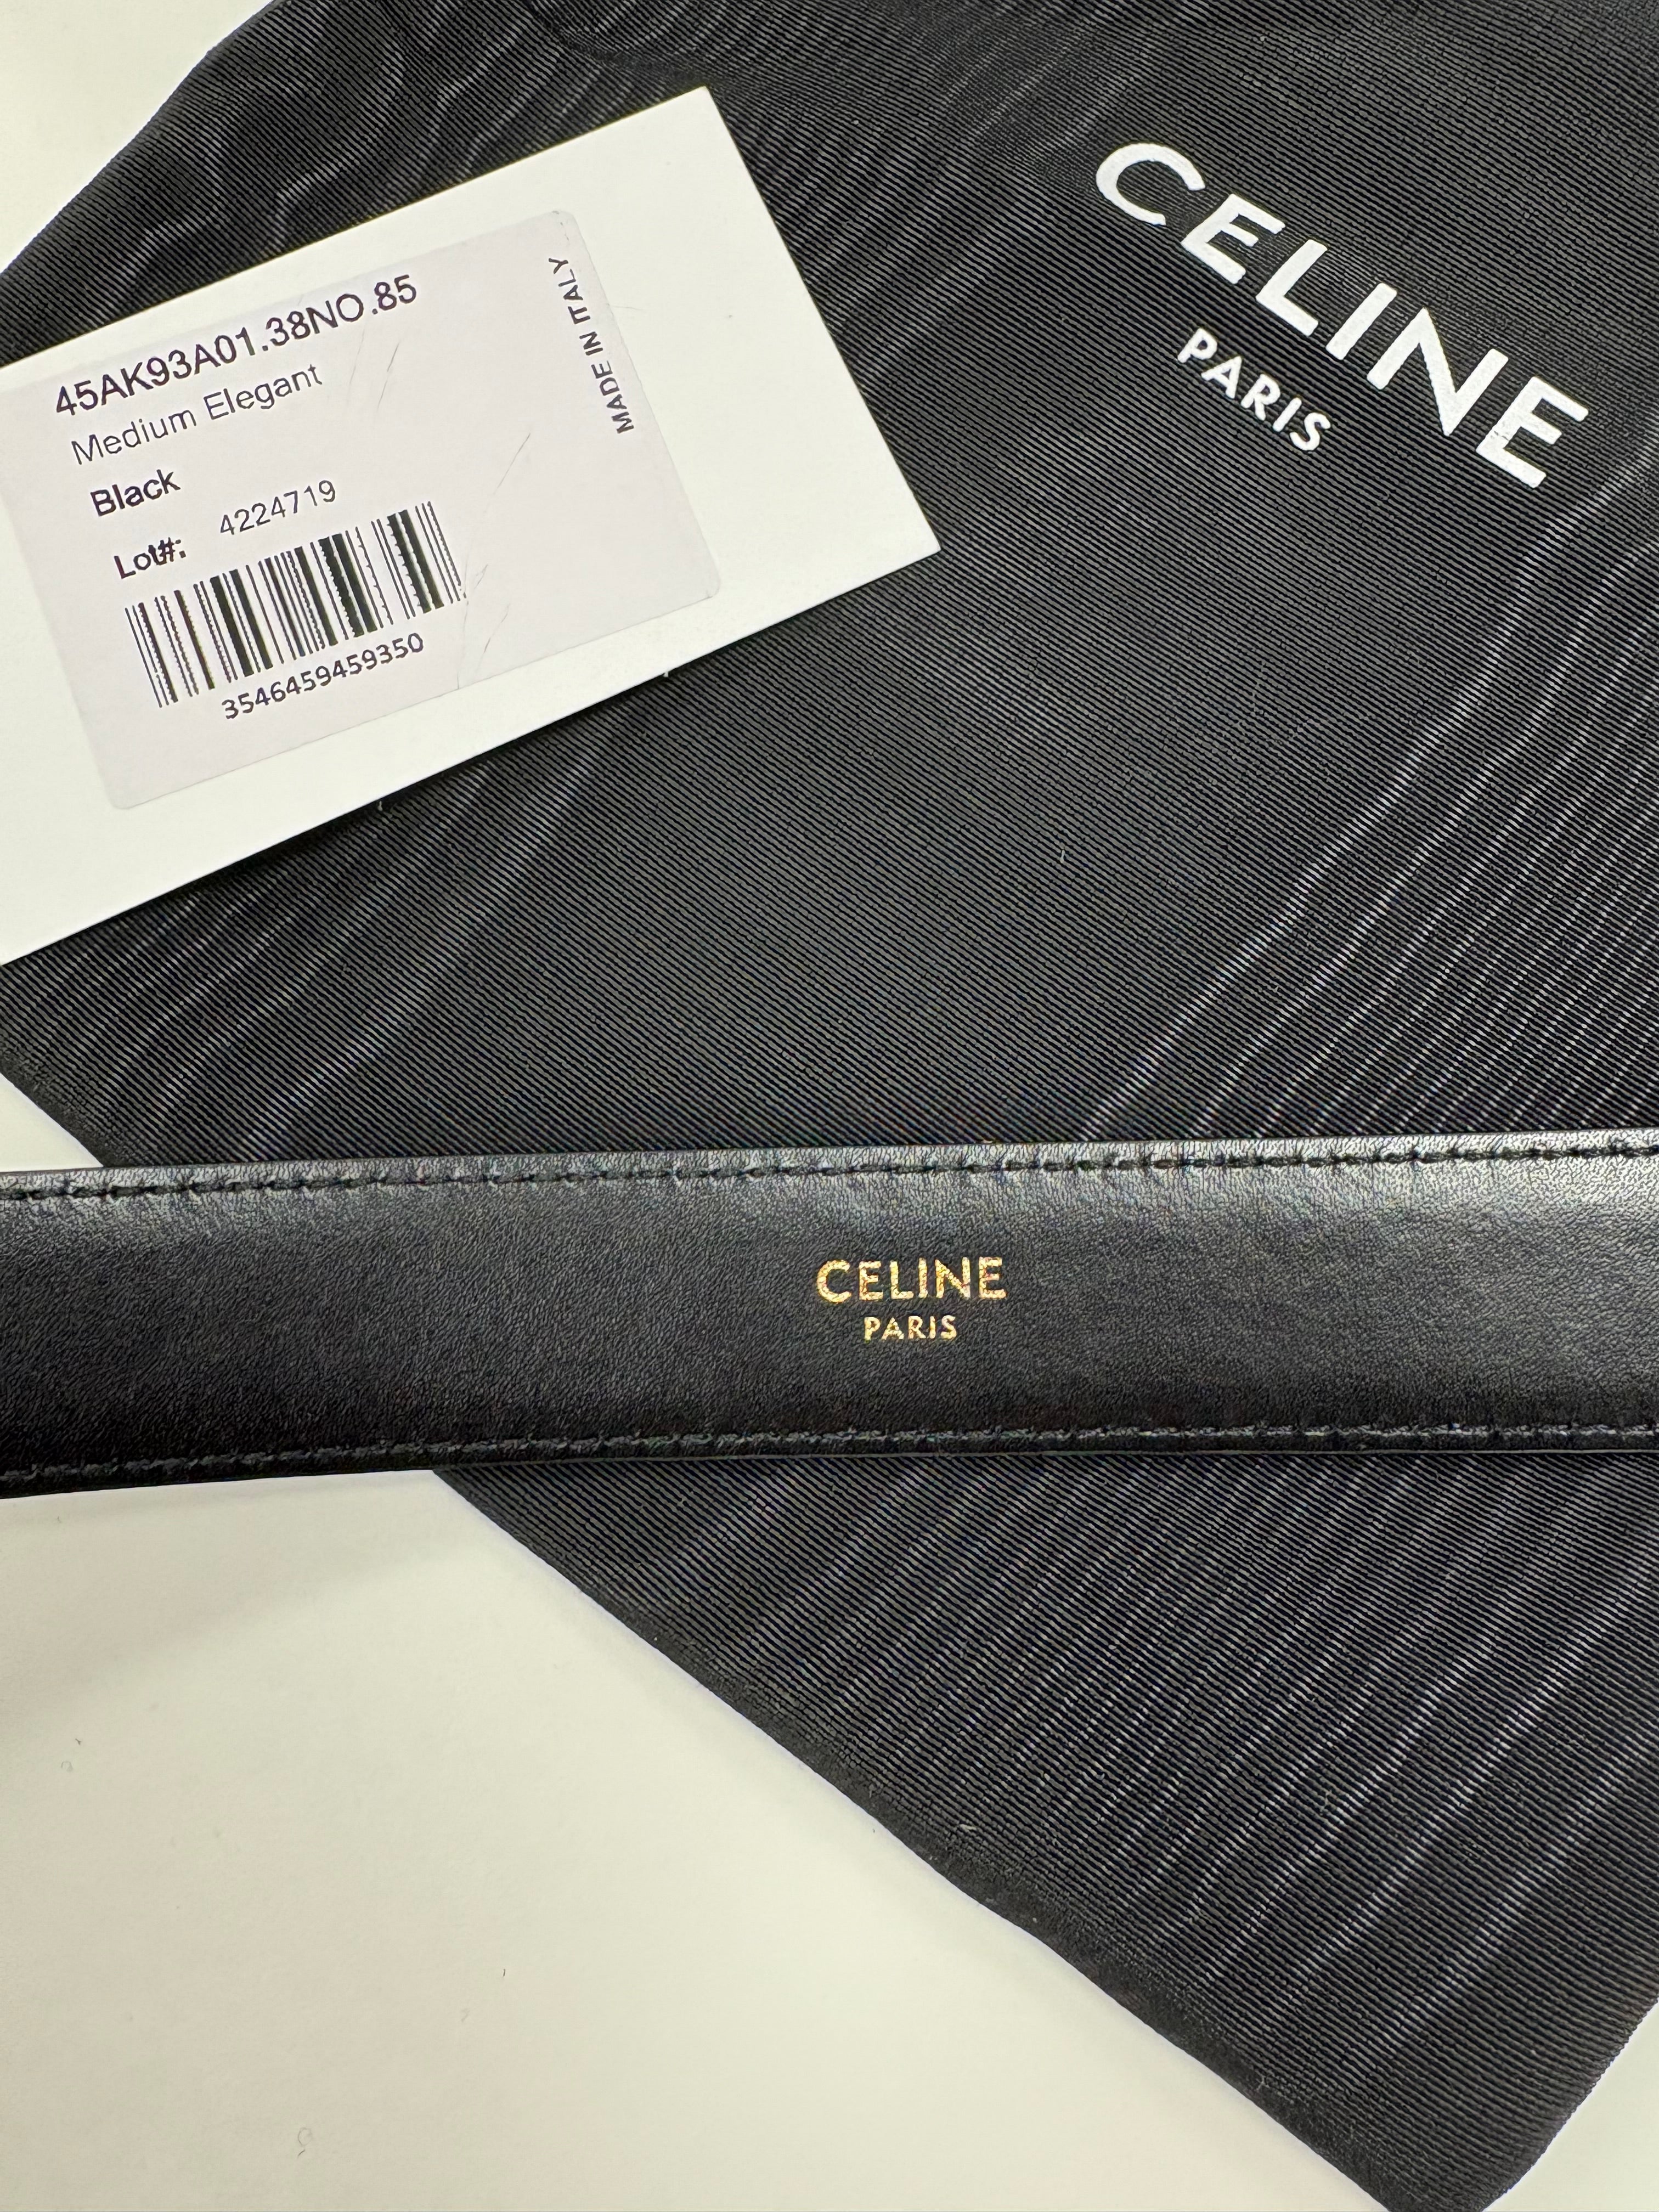 CELINE
PARIS
45AK93A01.38NO.85
Medium Elegant
Black
Lot#: 4224719
3546459459350
MADE IN ITALY
CELINE
PARIS